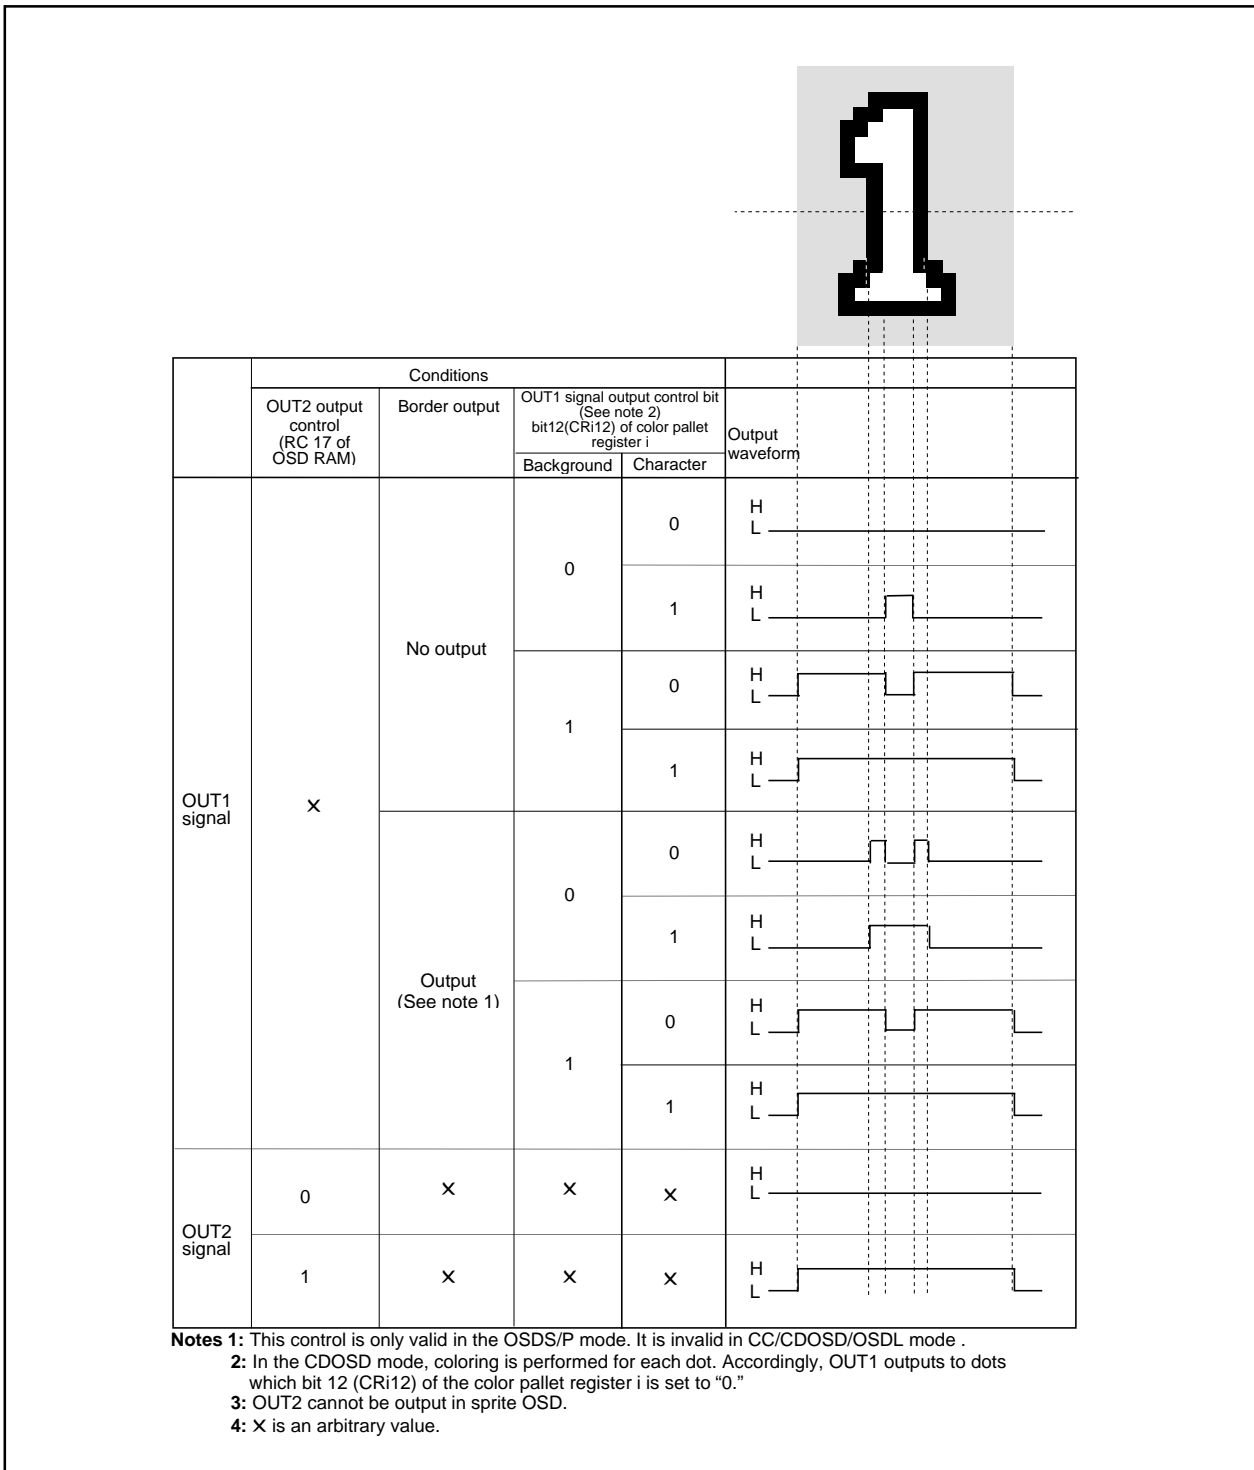 Conditions
OUT2 output
control
(RC 17 of
OSD RAM)
Border output
OUT1 signal output control bit
(See note 2)
bit12(CRi12) of color pallet
register i
Background
Character
Output
waveform
OUT1
signal
×
No output
0
0
H
L
1
H
L
1
0
H
L
1
H
L
Output
(See note 1)
0
0
H
L
1
H
L
1
0
H
L
1
H
L
OUT2
signal
0
×
×
×
H
L
1
×
×
×
H
L
Notes 1: This control is only valid in the OSDS/P mode. It is invalid in CC/CDOSD/OSDL mode .
2: In the CDOSD mode, coloring is performed for each dot. Accordingly, OUT1 outputs to dots
which bit 12 (CRi12) of the color pallet register i is set to “0.”
3: OUT2 cannot be output in sprite OSD.
4: × is an arbitrary value.